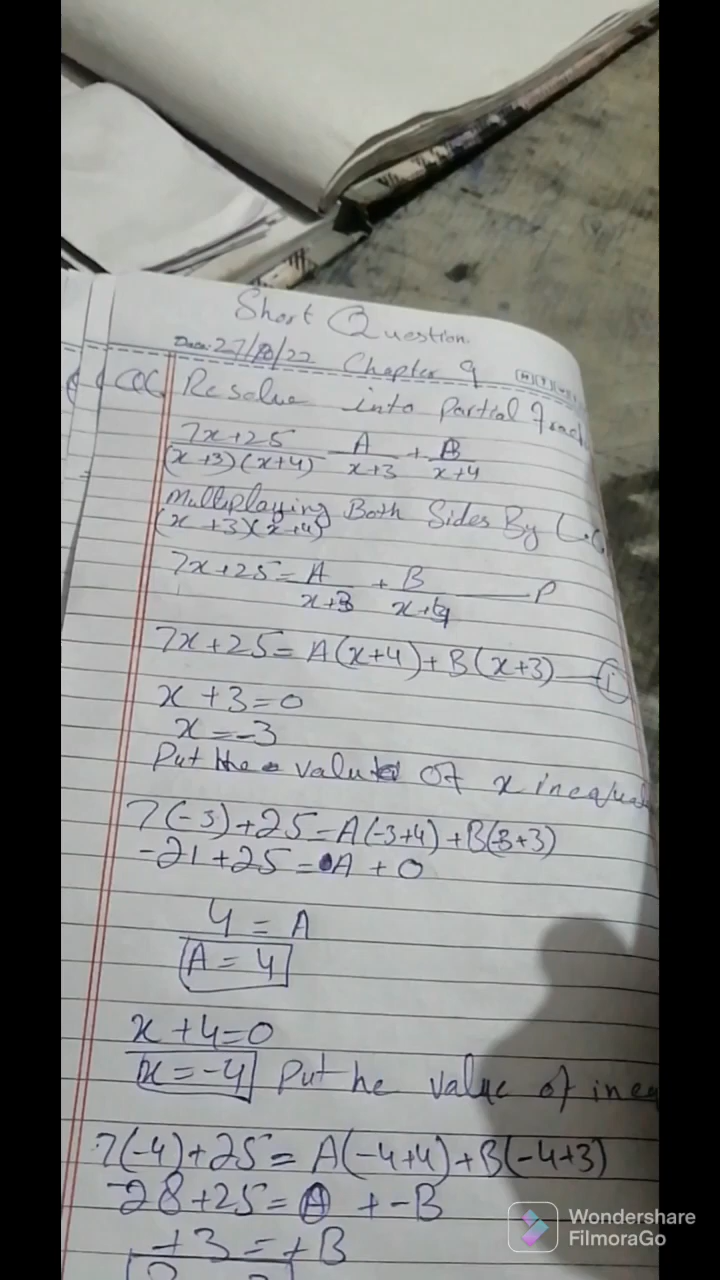 Short Question
Date: 27/10/22 Chapter 9
Resolve into Partial Fract
7x+25/(x+3)(x+4) = A/x+3 + B/x+4
Multiplaying Both Sides By L.C
(x+3)(x+4)
7x+25 = A/x+3 + B/x+4
7x+25 = A(x+4)+B(x+3) — (i)
x+3=0
x=-3
Put the value of x in equat
7(-3)+25=A(-3+4)+B(-3+3)
-21+25=A+0
4=A
A=4
x+4=0
x=-4 Put he value of in eq
7(-4)+25=A(-4+4)+B(-4+3)
-28+25= +-B
+3=+B
Wondershare
FilmoraGo